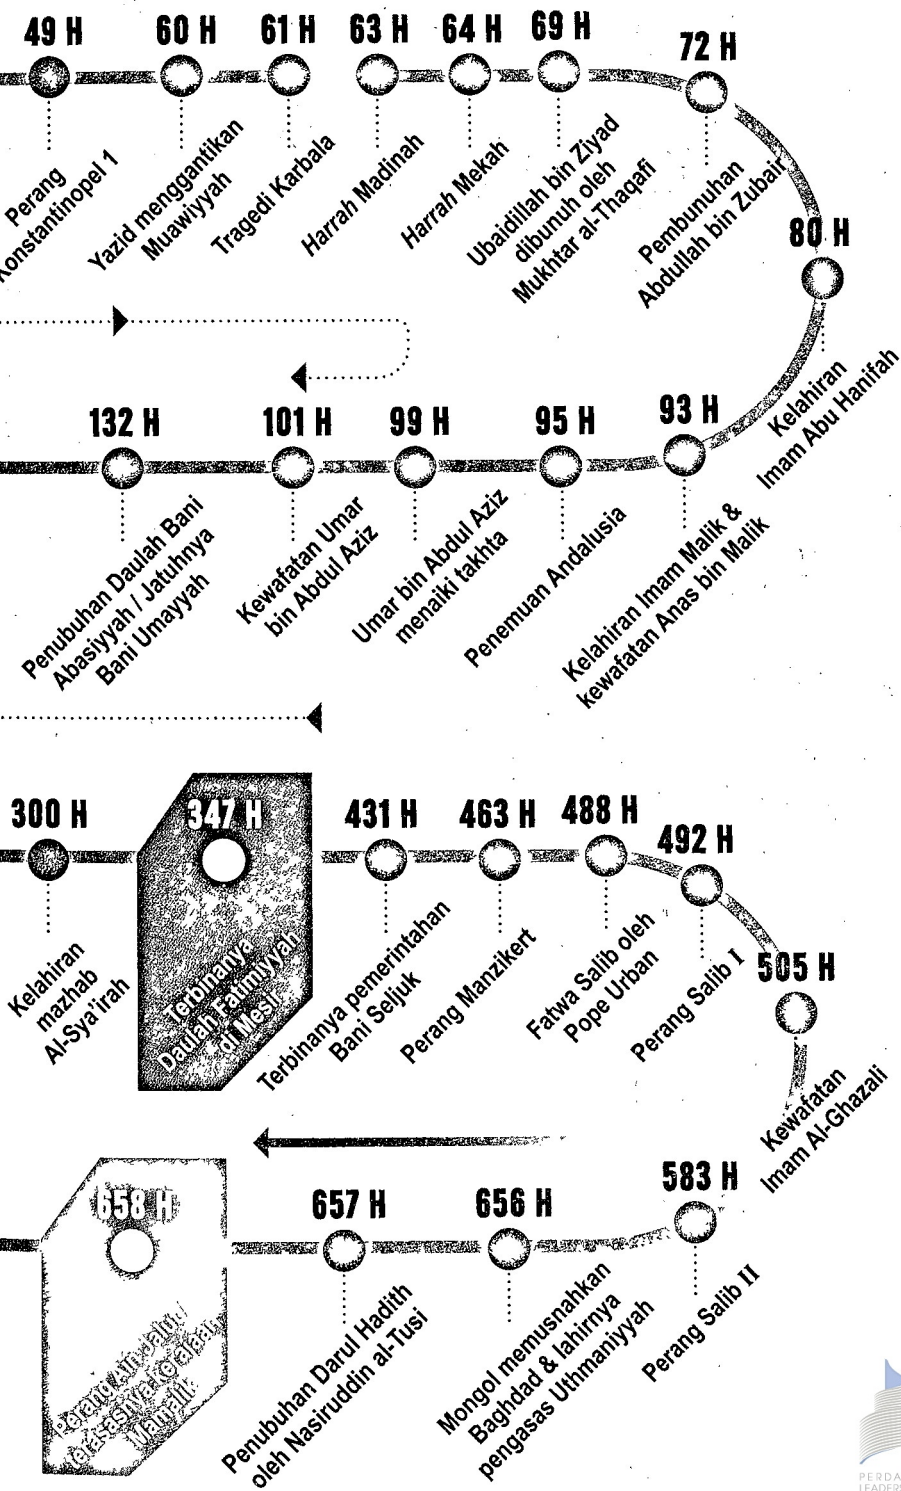 49 H
Perang
Konstantinopel 1
60 H
Yazid menggantikan
Muawiyyah
61 H
Tragedi Karbala
63 H
Harrah Madinah
64 H
Harrah Mekah
69 H
Ubaidillah bin Ziyad
dibunuh oleh
Mukhtar al-Thaqafi
72 H
Pembunuhan
Abdullah bin Zubair
80 H
Kelahiran
Imam Abu Hanifah
93 H
Kelahiran Imam Malik &
kewafatan Anas bin Malik
95 H
Penemuan Andalusia
99 H
Umar bin Abdul Aziz
menaiki takhta
101 H
Kewafatan Umar
bin Abdul Aziz
132 H
Penubuhan Daulah Bani
Abasiyyah / Jatuhnya
Bani Umayyah
300 H
Kelahiran
mazhab
Al-Sya'irah
347 H
Terbinanya
Daulah Fatimiyyah
di Mesir
431 H
Terbinanya pemerintahan
Bani Seljuk
463 H
Perang Manzikert
488 H
Fatwa Salib oleh
Pope Urban
492 H
Perang Salib I
505 H
Kewafatan
Imam Al-Ghazali
583 H
Perang Salib II
656 H
Mongol memusnahkan
Baghdad & lahirnya
pengasas Uthmaniyyah
657 H
Penubuhan Darul Hadith
oleh Nasiruddin al-Tusi
658 H
Perang Ain Jalut /
Mamalik
PERDA
LEADERS